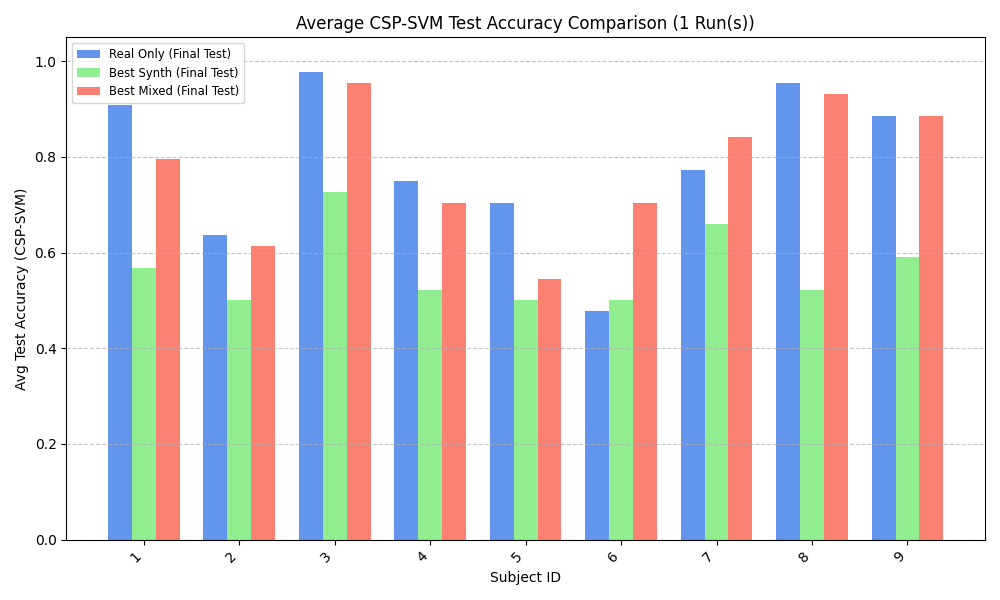 Average CSP-SVM Test Accuracy Comparison (1 Run(s))
Real Only (Final Test)
Best Synth (Final Test)
Best Mixed (Final Test)
Avg Test Accuracy (CSP-SVM)
1.0
0.8
0.6
0.4
0.2
0.0
1 2 3 4 5 6 7 8 9
Subject ID